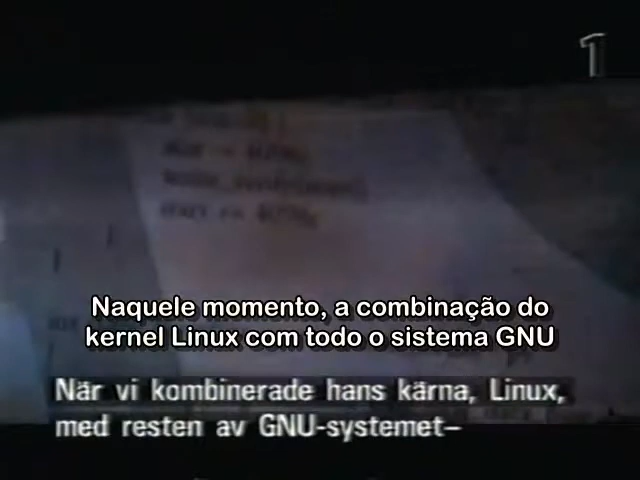 1
Naquele momento, a combinação do
kernel Linux com todo o sistema GNU
När vi kombinerade hans kärna, Linux,
med resten av GNU-systemet–